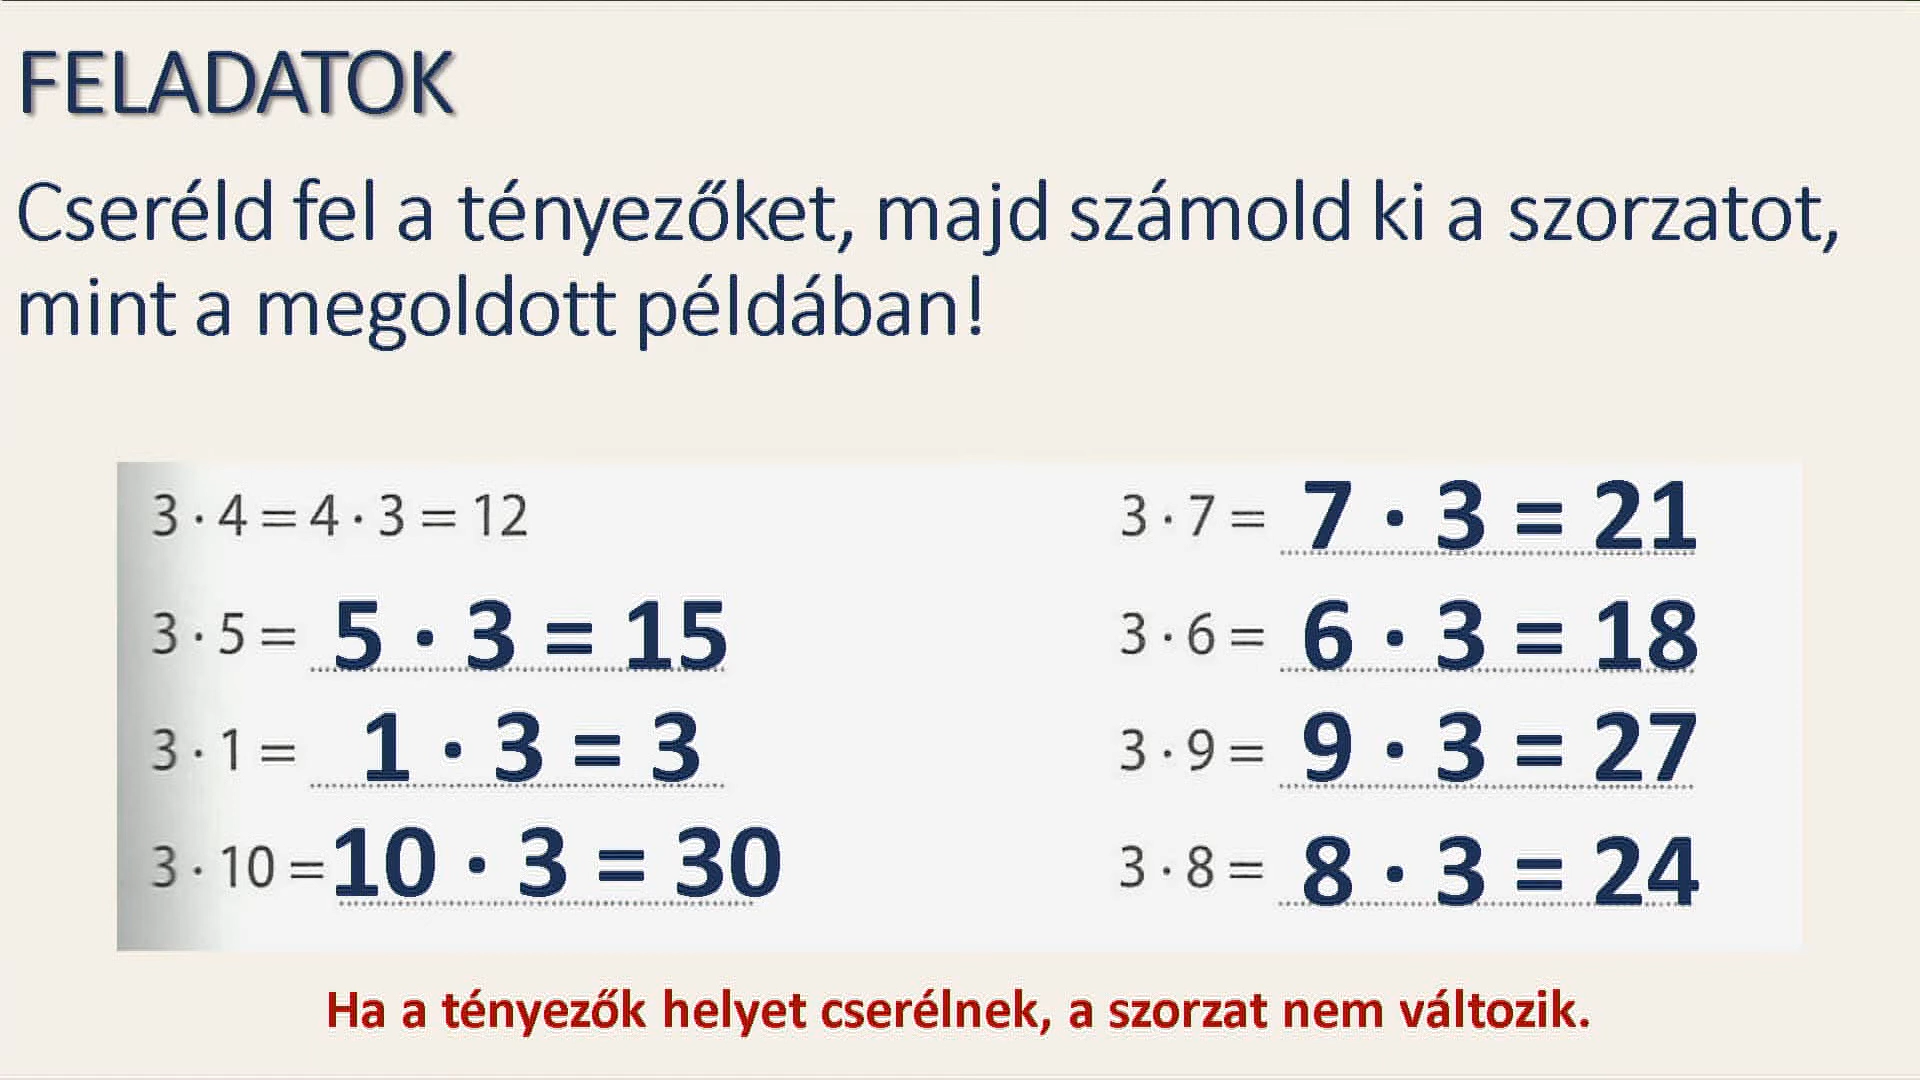 FELADATOK
Cseréld fel a tényezőket, majd számold ki a szorzatot,
mint a megoldott példában!
3 · 4 = 4 · 3 = 12
3 · 5 = 5 · 3 = 15
3 · 1 = 1 · 3 = 3
3 · 10 = 10 · 3 = 30
3 · 7 = 7 · 3 = 21
3 · 6 = 6 · 3 = 18
3 · 9 = 9 · 3 = 27
3 · 8 = 8 · 3 = 24
Ha a tényezők helyet cserélnek, a szorzat nem változik.